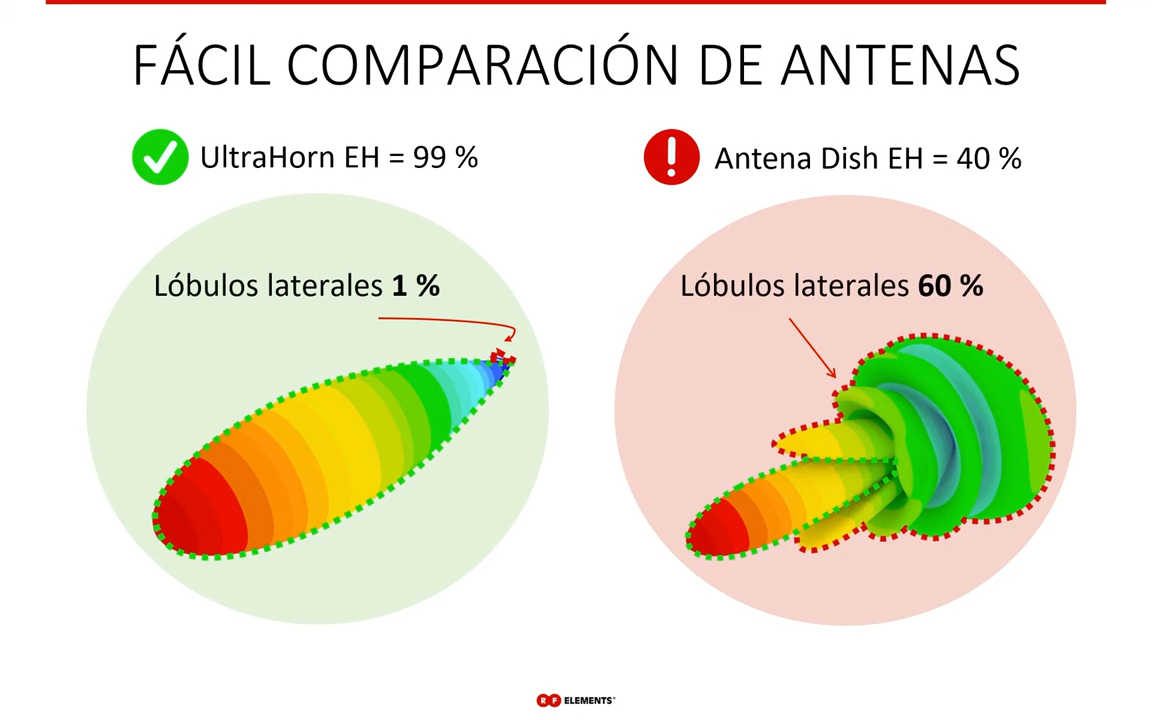 FÁCIL COMPARACIÓN DE ANTENAS
UltraHorn EH = 99 %
Antena Dish EH = 40 %
Lóbulos laterales 1 %
Lóbulos laterales 60 %
RF ELEMENTS®